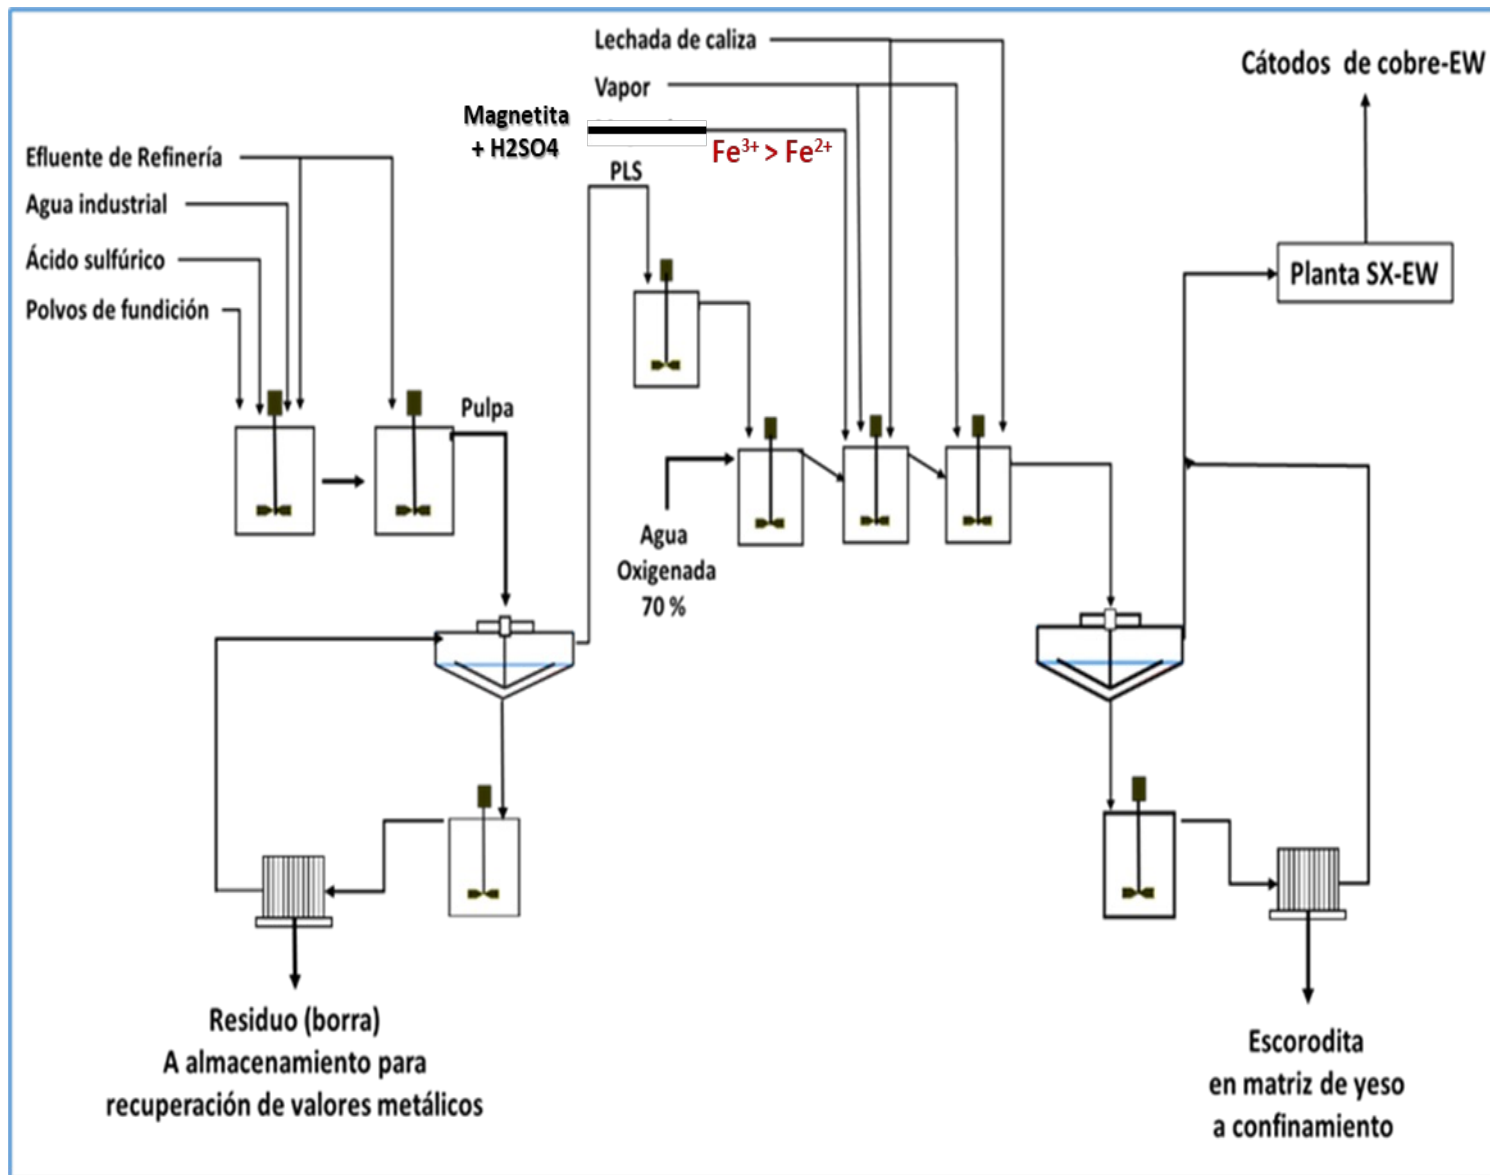 Lechada de caliza
Cátodos de cobre-EW
Vapor
Magnetita
+ H2SO4
Fe³⁺ > Fe²⁺
Efluente de Refinería
PLS
Agua industrial
Ácido sulfúrico
Planta SX-EW
Polvos de fundición
Pulpa
Agua
Oxigenada
70 %
Residuo (borra)
A almacenamiento para
recuperación de valores metálicos
Escorodita
en matriz de yeso
a confinamiento